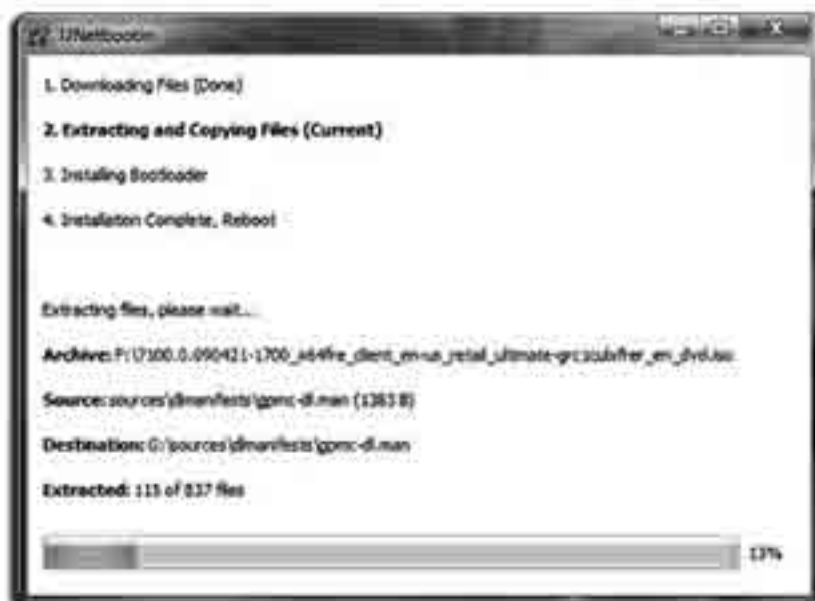 UNetbootin
1. Downloading Files (Done)
2. Extracting and Copying Files (Current)
3. Installing Bootloader
4. Installation Complete, Reboot
Extracting files, please wait...
Archive:
Source: sources\dlmanifests\gpmc-dl.man (1383 B)
Destination: G:\sources\dlmanifests\gpmc-dl.man
Extracted: 115 of 837 files
13%